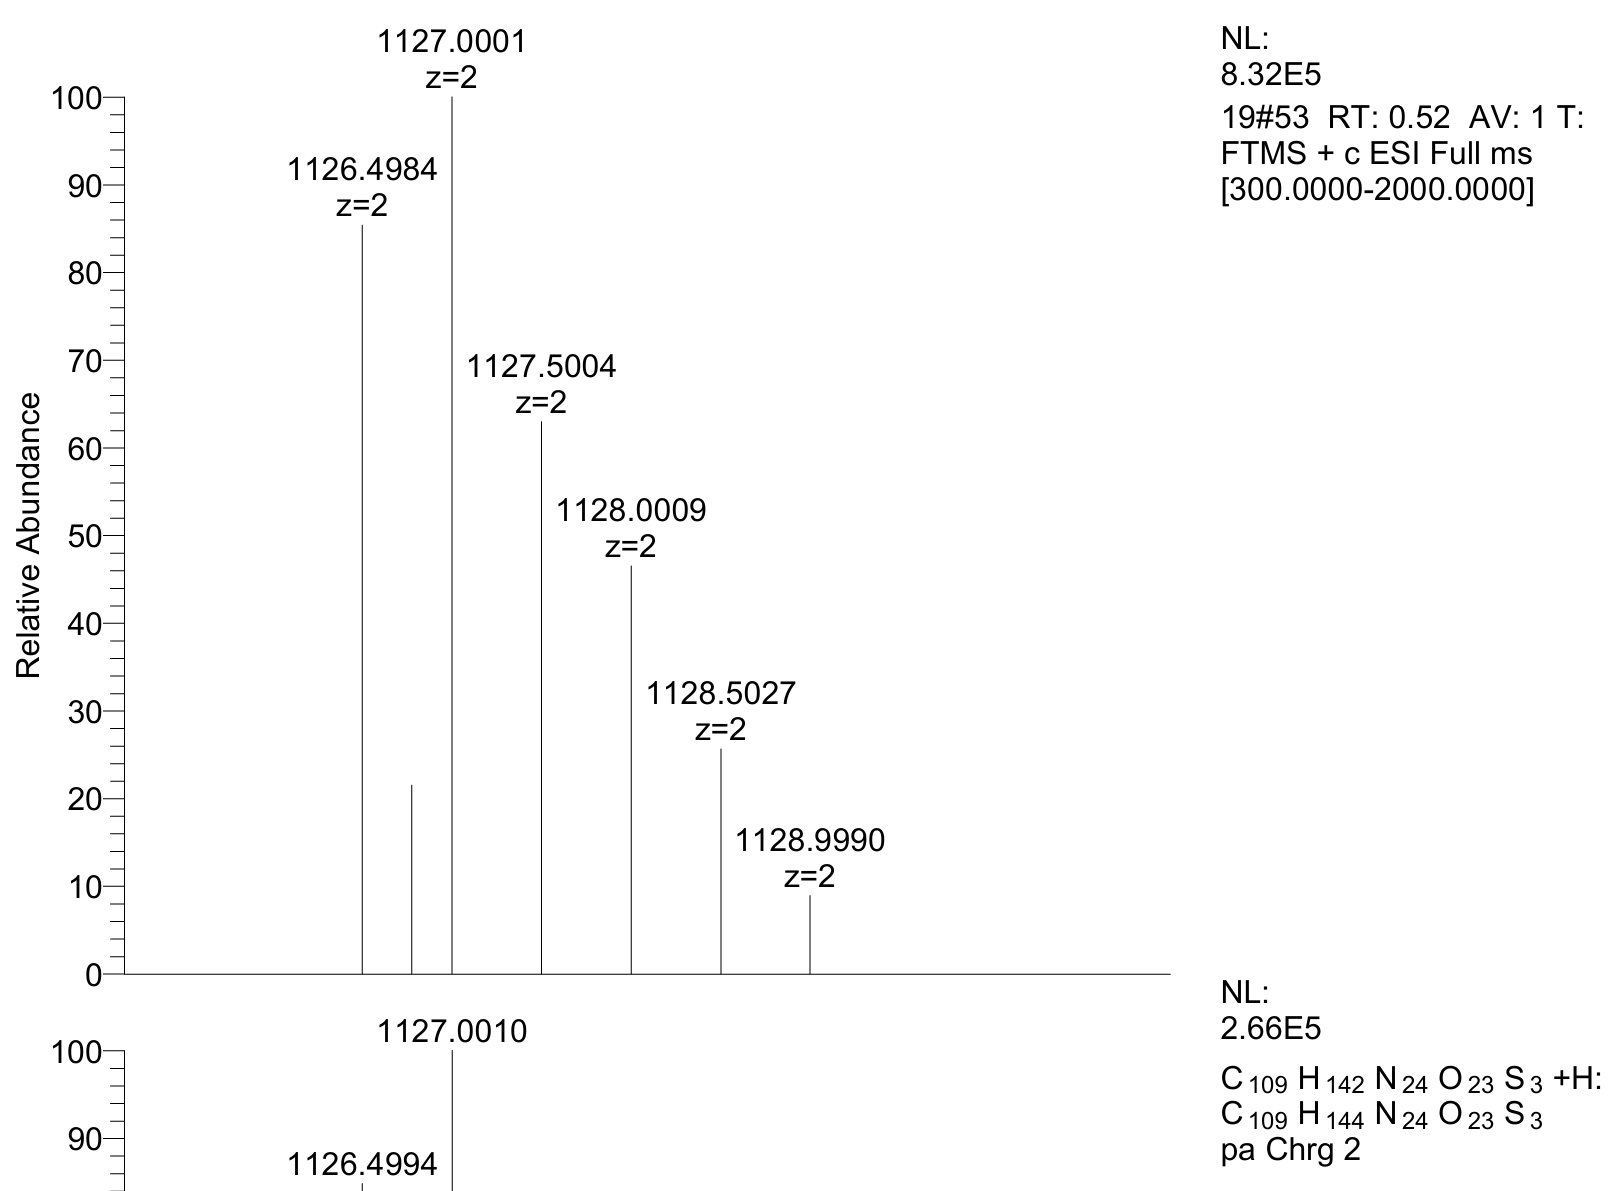 1127.0001
z=2
1126.4984
z=2
1127.5004
z=2
1128.0009
z=2
1128.5027
z=2
1128.9990
z=2
100
90
80
70
60
50
40
30
20
10
0
Relative Abundance
NL:
8.32E5
19#53 RT: 0.52 AV: 1 T:
FTMS + c ESI Full ms
[300.0000-2000.0000]
1127.0010
1126.4994
100
90
NL:
2.66E5
C 109 H 142 N 24 O 23 S 3 +H:
C 109 H 144 N 24 O 23 S 3
pa Chrg 2